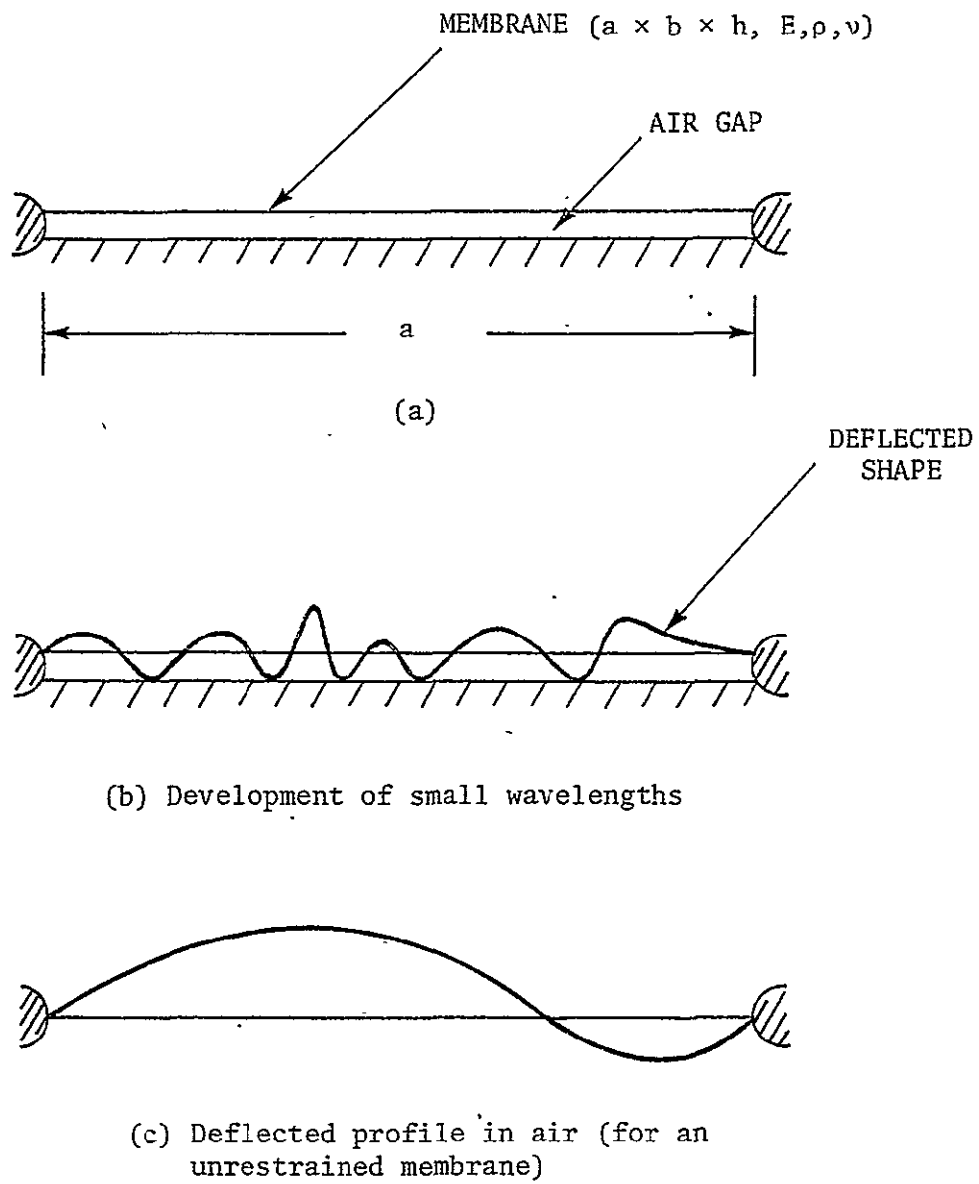 MEMBRANE (a × b × h, E,ρ,ν)
AIR GAP
a
(a)
DEFLECTED
SHAPE
(b) Development of small wavelengths
(c) Deflected profile in air (for an
unrestrained membrane)